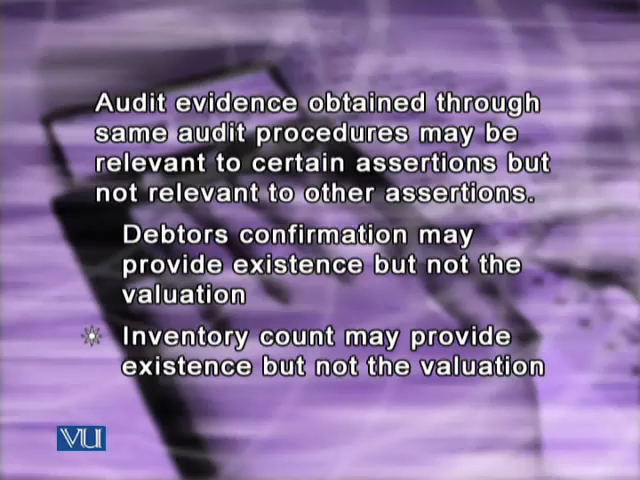 Audit evidence obtained through
same audit procedures may be
relevant to certain assertions but
not relevant to other assertions.
Debtors confirmation may
provide existence but not the
valuation
Inventory count may provide
existence but not the valuation
VU